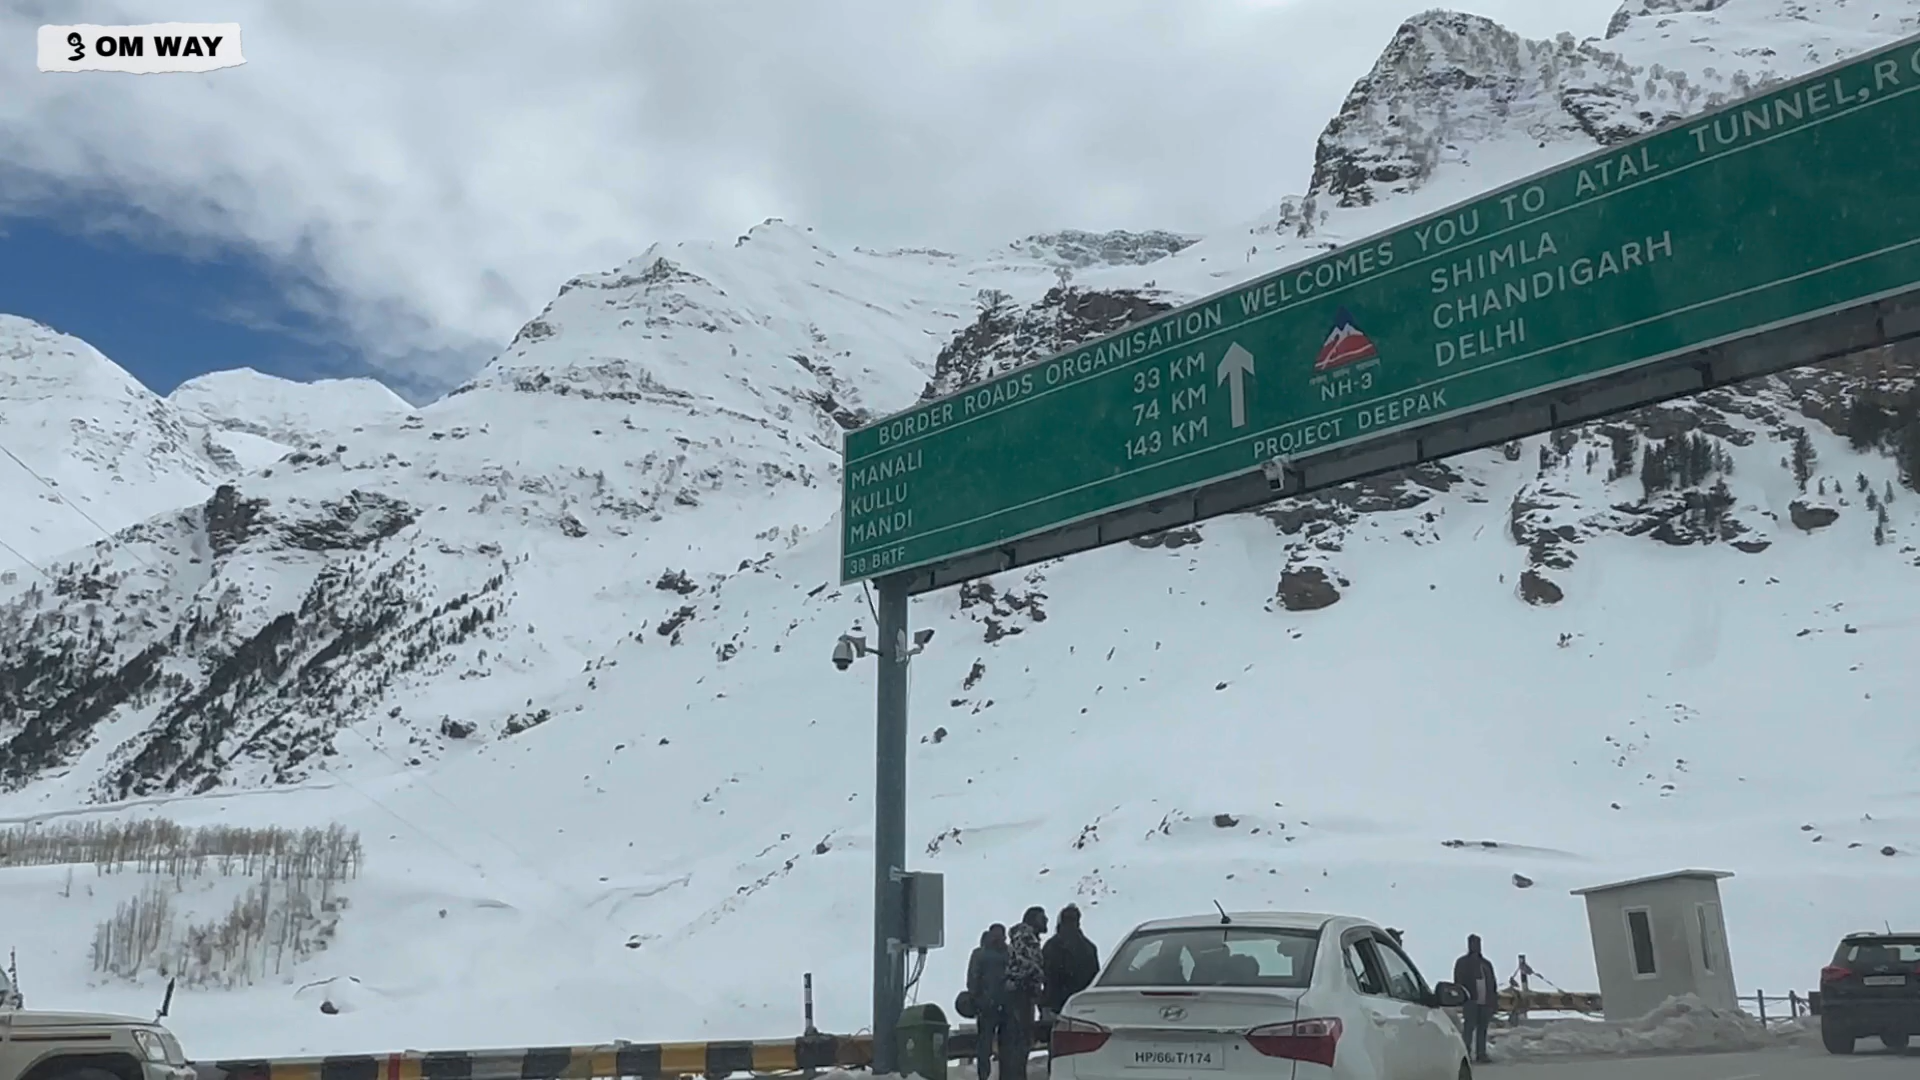 OM WAY
BORDER ROADS ORGANISATION WELCOMES YOU TO ATAL TUNNEL,
MANALI 33 KM
KULLU 74 KM
MANDI 143 KM
NH-3
SHIMLA
CHANDIGARH
DELHI
38 BRTF
PROJECT DEEPAK
HP/66/T/174